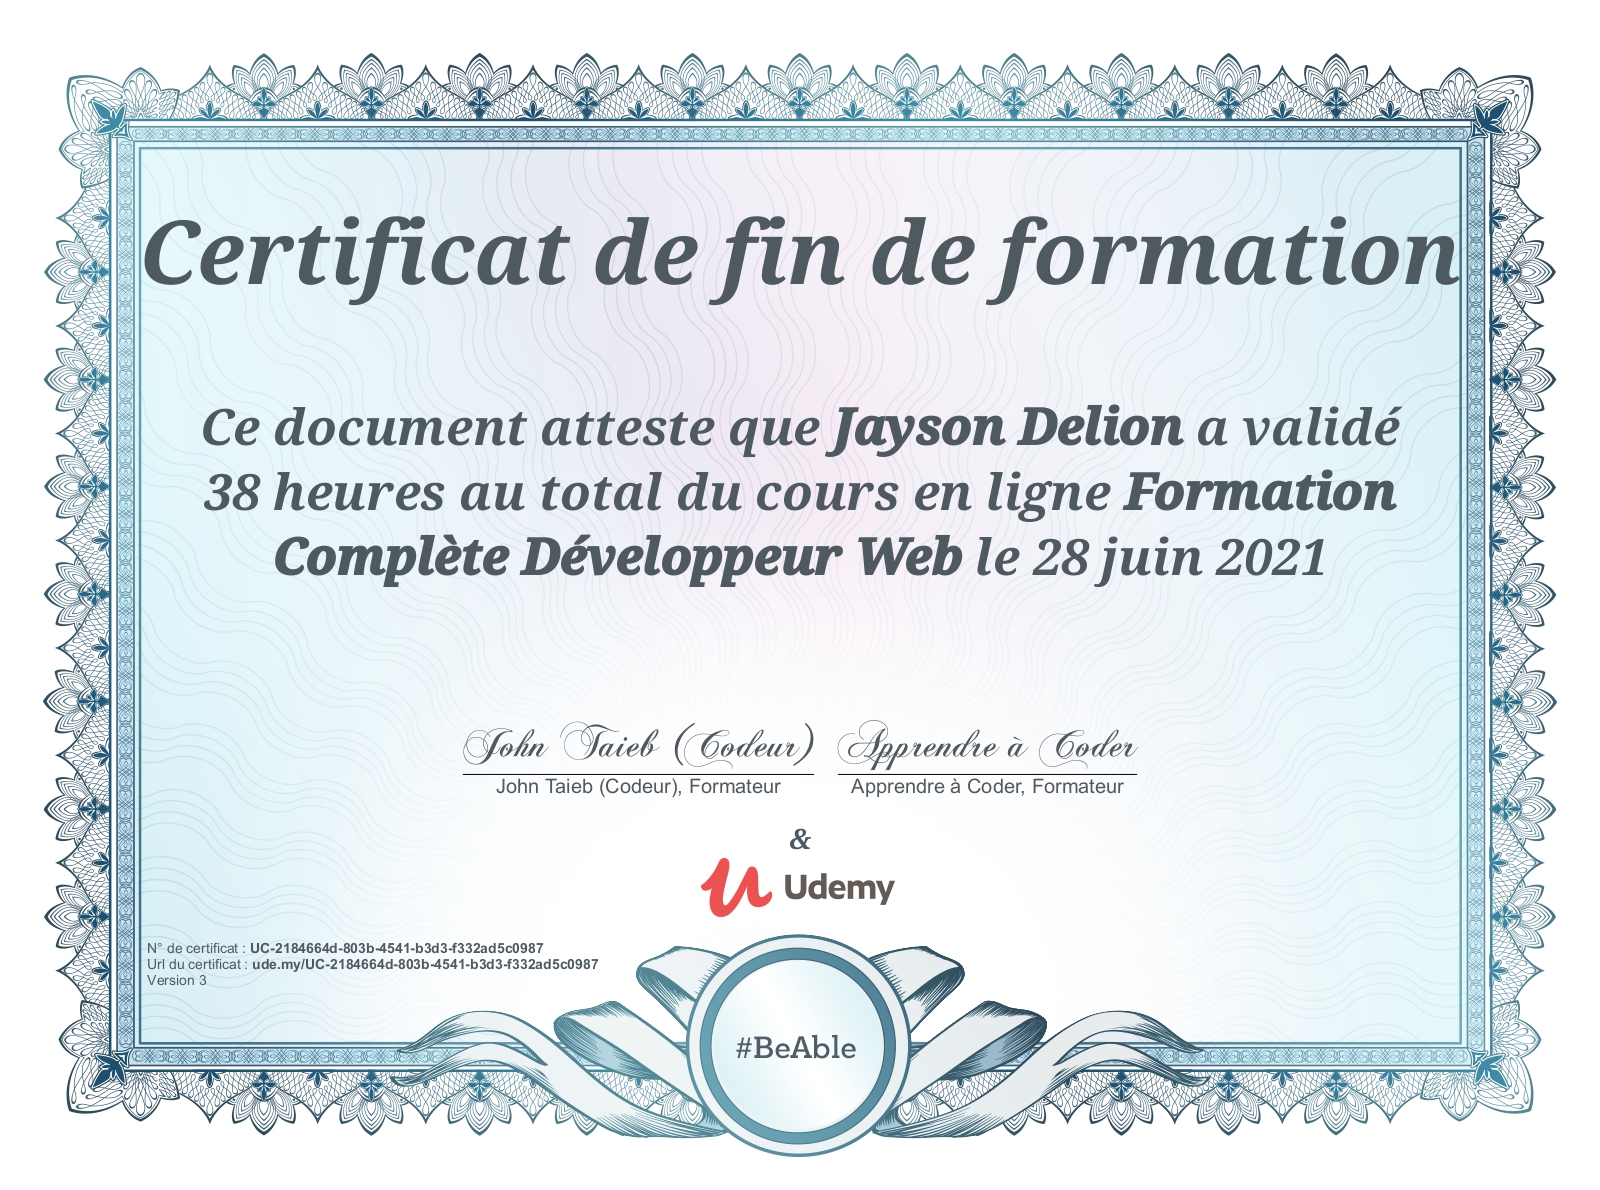 Certificat de fin de formation
Ce document atteste que Jayson Delion a validé
38 heures au total du cours en ligne Formation
Complète Développeur Web le 28 juin 2021
John Taieb (Codeur) Apprendre à Coder
John Taieb (Codeur), Formateur Apprendre à Coder, Formateur
&
Udemy
N° de certificat : UC-2184664d-803b-4541-b3d3-f332ad5c0987
Url du certificat : ude.my/UC-2184664d-803b-4541-b3d3-f332ad5c0987
Version 3
#BeAble